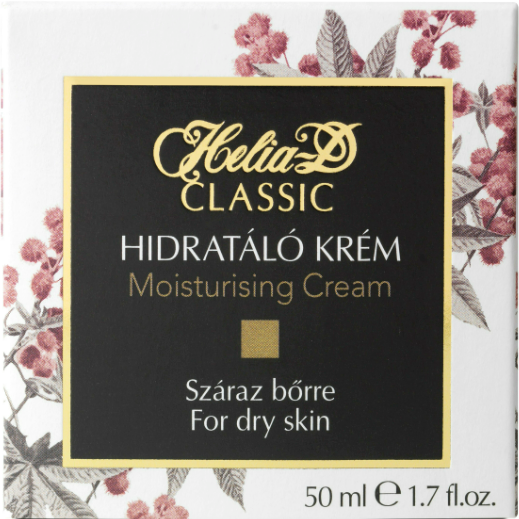 Helia-D
CLASSIC
HIDRATÁLÓ KRÉM
Moisturising Cream
Száraz bőrre
For dry skin
50 ml ℮ 1.7 fl.oz.